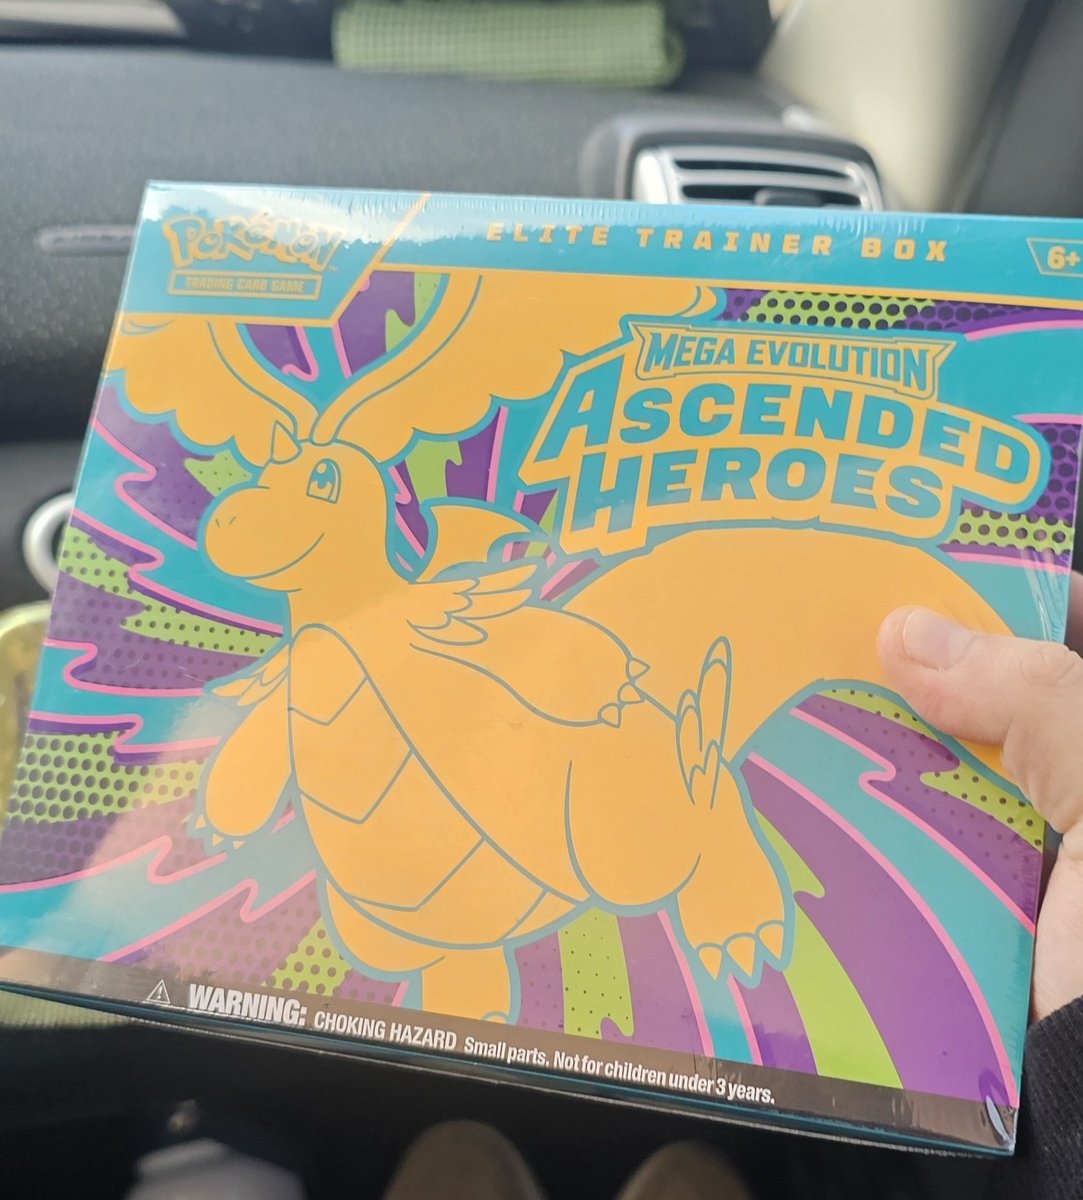 POKéMON
TRADING CARD GAME
ELITE TRAINER BOX
6+
MEGA EVOLUTION
ASCENDED
HEROES
WARNING: CHOKING HAZARD Small parts. Not for children under 3 years.